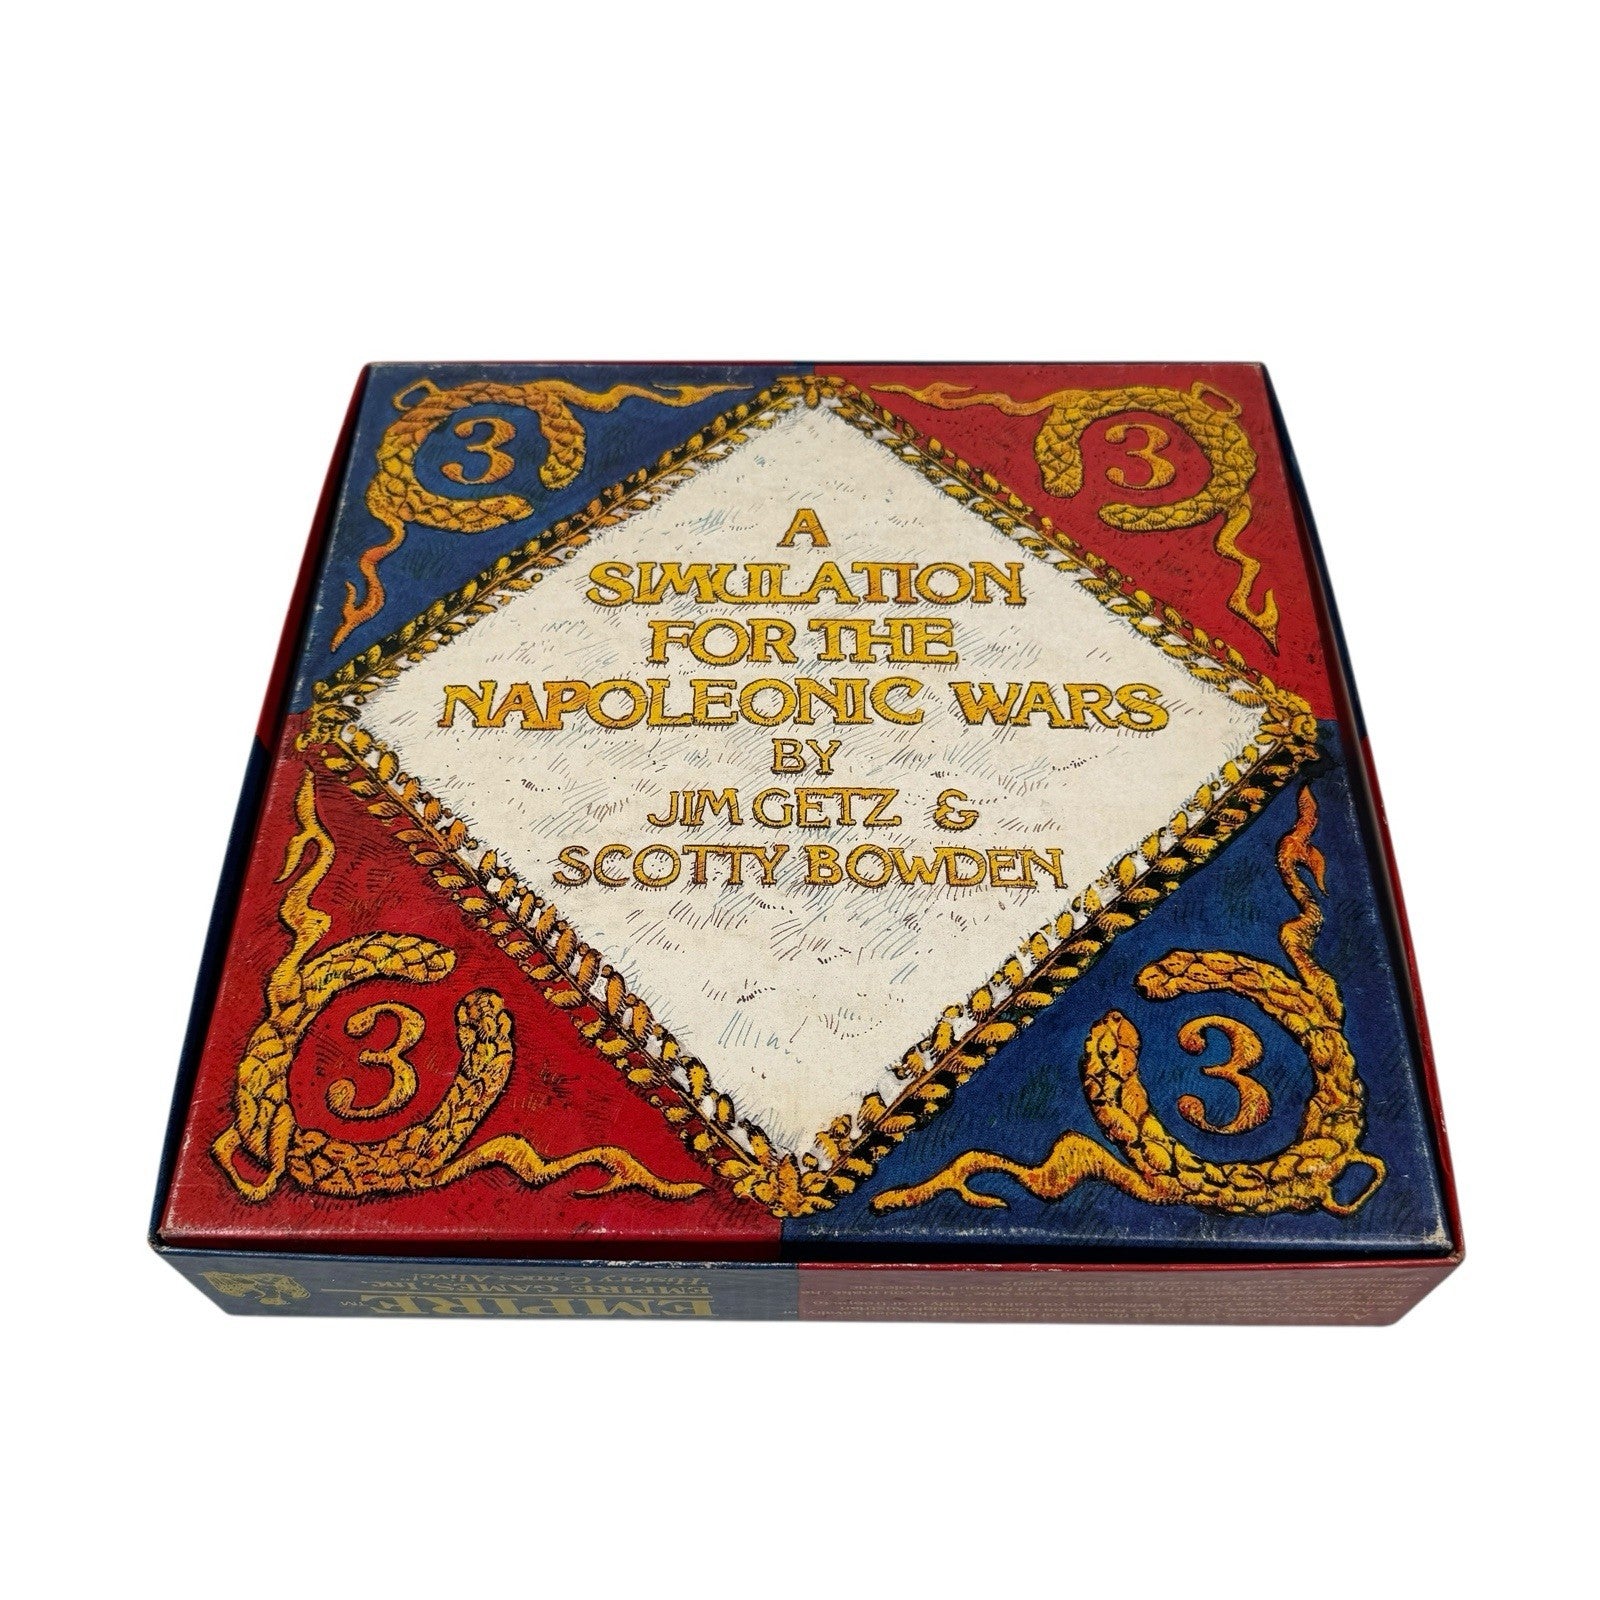 3
3
A
SIMULATION
FOR THE
NAPOLEONIC WARS
BY
JIM GETZ &
SCOTTY BOWDEN
3
3
EMPIRE™
EMPIRE GAMES, Inc.
"History Comes Alive!"